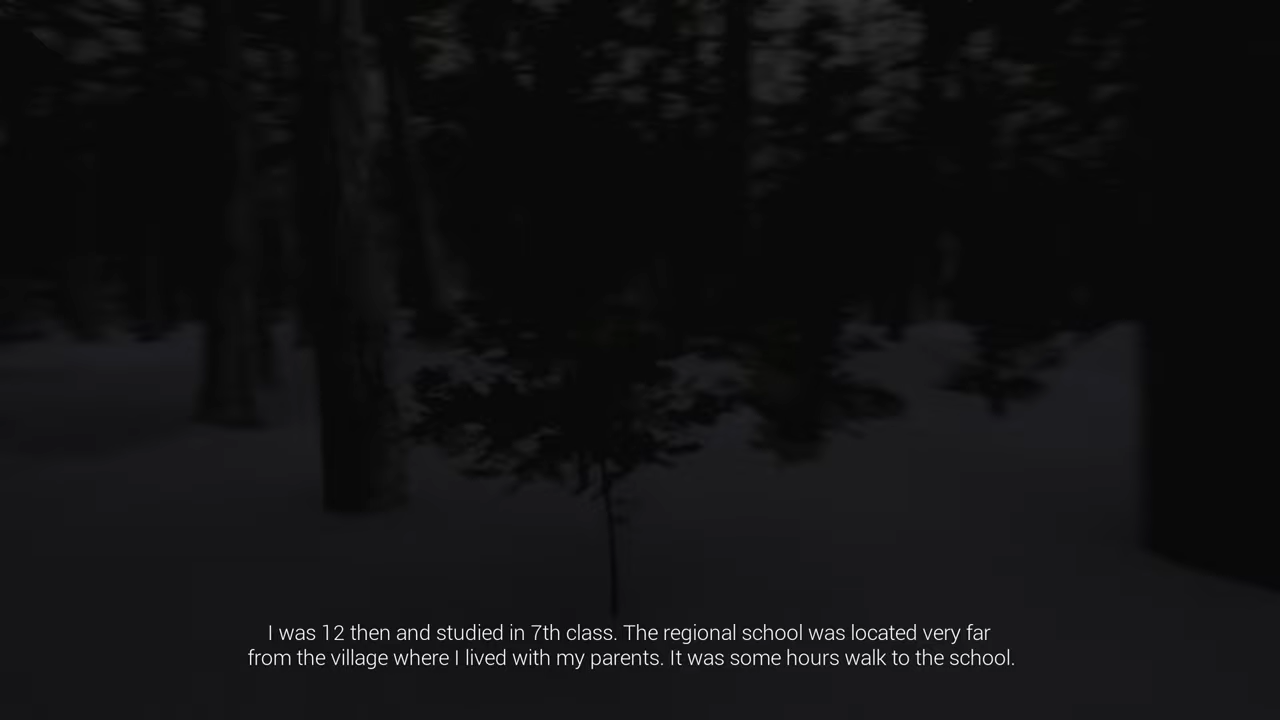 I was 12 then and studied in 7th class. The regional school was located very far
from the village where I lived with my parents. It was some hours walk to the school.